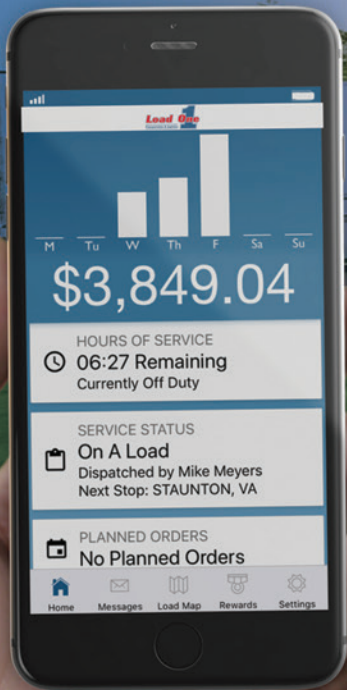 Load One 1
M Tu W Th F Sa Su
$3,849.04
HOURS OF SERVICE
06:27 Remaining
Currently Off Duty
SERVICE STATUS
On A Load
Dispatched by Mike Meyers
Next Stop: STAUNTON, VA
PLANNED ORDERS
No Planned Orders
Home Messages Load Map Rewards Settings